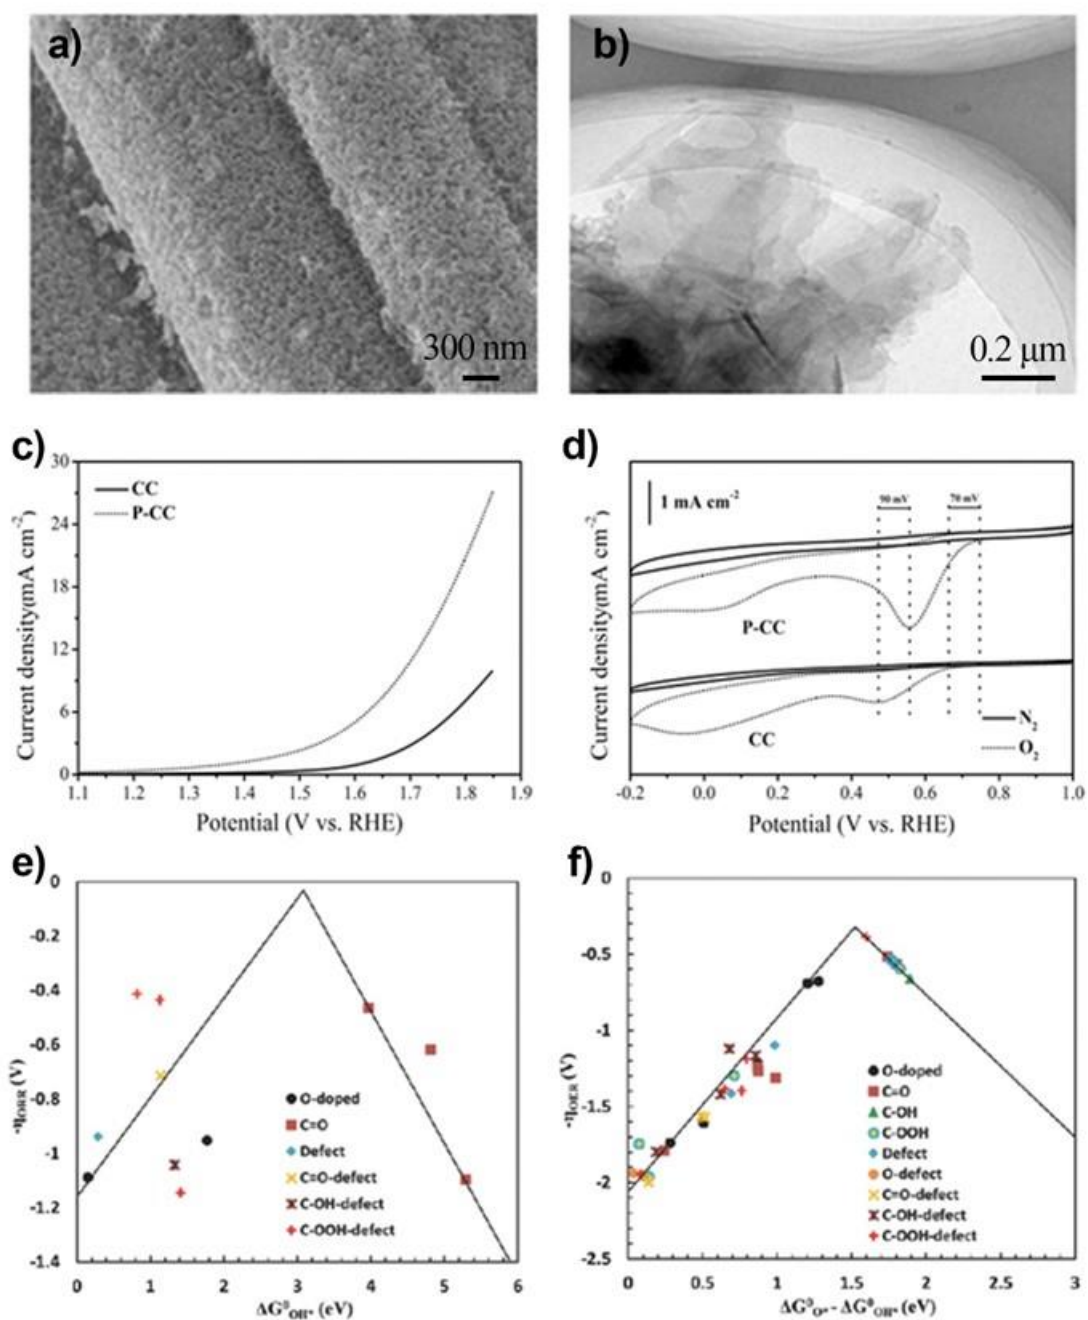 a)
300 nm
b)
0.2 μm
c)
30
24
18
12
6
0
CC
P-CC
Current density(mA cm-2)
1.1 1.2 1.3 1.4 1.5 1.6 1.7 1.8 1.9
Potential (V vs. RHE)
d)
1 mA cm-2
90 mV
70 mV
P-CC
CC
N2
O2
Current density(mA cm-2)
-0.2 0.0 0.2 0.4 0.6 0.8 1.0
Potential (V vs. RHE)
e)
0
-0.2
-0.4
-0.6
-0.8
-1
-1.2
-1.4
-ηORR (V)
O-doped
C=O
Defect
C=O-defect
C-OH-defect
C-OOH-defect
0 1 2 3 4 5 6
ΔG0OH* (eV)
f)
0
-0.5
-1
-1.5
-2
-2.5
-ηOER (V)
O-doped
C=O
C-OH
C-OOH
Defect
O-defect
C=O-defect
C-OH-defect
C-OOH-defect
0 0.5 1 1.5 2 2.5 3
ΔG0O* - ΔG0OH* (eV)